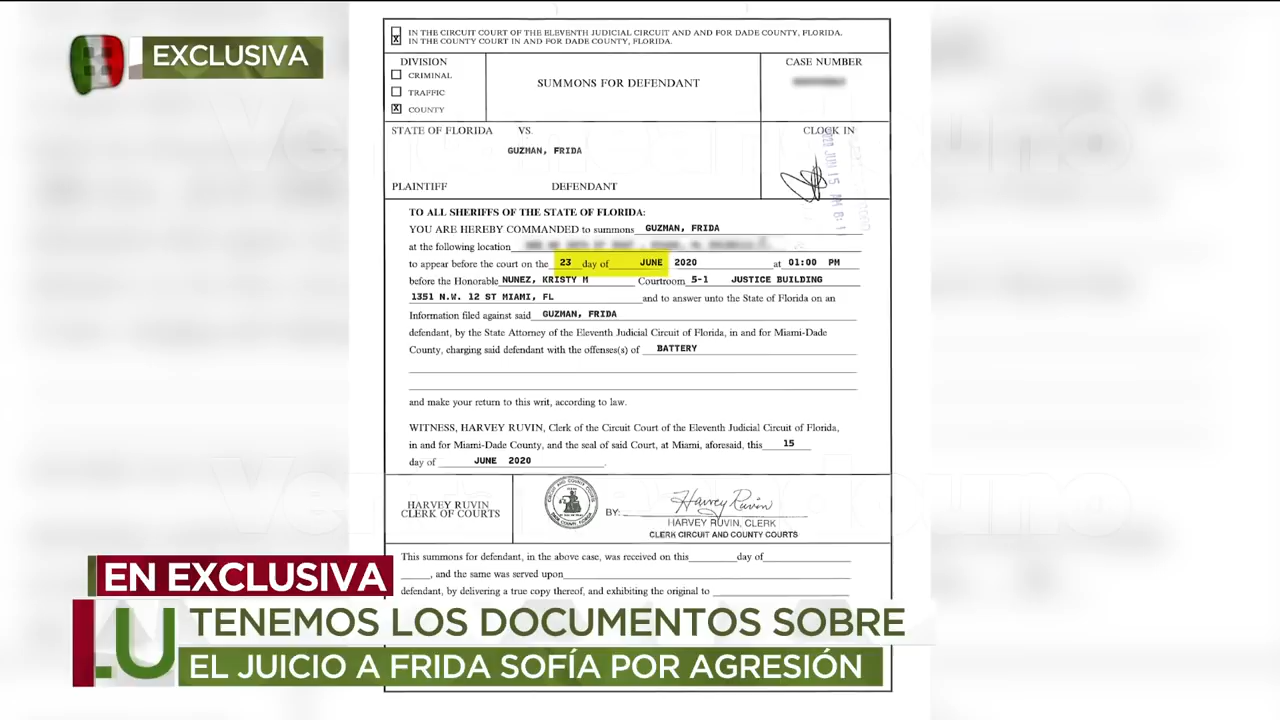 EXCLUSIVA
IN THE CIRCUIT COURT OF THE ELEVENTH JUDICIAL CIRCUIT AND AND FOR DADE COUNTY, FLORIDA.
X IN THE COUNTY COURT IN AND FOR DADE COUNTY, FLORIDA.
DIVISION
CRIMINAL
TRAFFIC
X COUNTY
SUMMONS FOR DEFENDANT
CASE NUMBER
STATE OF FLORIDA VS.
GUZMAN, FRIDA
PLAINTIFF DEFENDANT
CLOCK IN
TO ALL SHERIFFS OF THE STATE OF FLORIDA:
YOU ARE HEREBY COMMANDED to summons GUZMAN, FRIDA
at the following location
to appear before the court on the 23 day of JUNE 2020 at 01:00 PM
before the Honorable NUNEZ, KRISTY M Courtroom 5-1 JUSTICE BUILDING
1351 N.W. 12 ST MIAMI, FL and to answer unto the State of Florida on an
Information filed against said GUZMAN, FRIDA
defendant, by the State Attorney of the Eleventh Judicial Circuit of Florida, in and for Miami-Dade
County, charging said defendant with the offenses(s) of BATTERY
and make your return to this writ, according to law.
WITNESS, HARVEY RUVIN, Clerk of the Circuit Court of the Eleventh Judicial Circuit of Florida,
in and for Miami-Dade County, and the seal of said Court, at Miami, aforesaid, this 15
day of JUNE 2020.
HARVEY RUVIN
CLERK OF COURTS
BY: Harvey Ruvin
HARVEY RUVIN, CLERK
CLERK CIRCUIT AND COUNTY COURTS
This summons for defendant, in the above case, was received on this day of
, and the same was served upon
defendant, by delivering a true copy thereof, and exhibiting the original to
EN EXCLUSIVA
LU
TENEMOS LOS DOCUMENTOS SOBRE
EL JUICIO A FRIDA SOFÍA POR AGRESIÓN